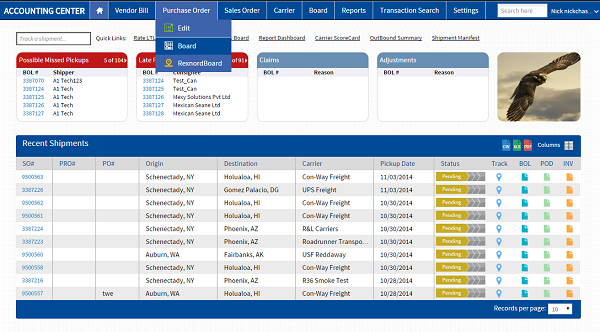 ACCOUNTING CENTER Vendor Bill Purchase Order Sales Order Carrier Board Reports Transaction Search Settings Search here Nick nickchas...
Edit
Board
RexnordBoard
Track a shipment.. Quick Links: Rate LTL Board Report Dashboard Carrier ScoreCard OutBound Summary Shipment Manifest
Possible Missed Pickups 5 of 104
BOL # Shipper
3387070 A1 Tech123
3387124 A1 Tech
3387125 A1 Tech
3387126 A1 Tech
3387127 A1 Tech
Late 5 of 91
Consignee
3387124 Test_Can
3387125 Test_Can
3387126 Mexy Solutions Pvt Ltd
3387127 Mexican Seane Ltd
3387128 Mexican Seane Ltd
Claims
BOL # Reason
Adjustments
BOL # Reason
Recent Shipments CSV XLS PDF Columns
SO# PRO# PO# Origin Destination Carrier Pickup Date Status Track BOL POD INV
9500563 Schenectady, NY Holualoa, HI Con-Way Freight 11/03/2014 Pending
3387226 Schenectady, NY Gomez Palacio, DG UPS Freight 11/03/2014 Pending
9500562 Schenectady, NY Holualoa, HI Con-Way Freight 10/30/2014 Pending
9500561 Schenectady, NY Holualoa, HI Con-Way Freight 10/30/2014 Pending
3387224 Schenectady, NY Phoenix, AZ R&L Carriers 10/30/2014 Pending
3387223 Schenectady, NY Phoenix, AZ Roadrunner Transpo... 10/30/2014 Pending
9500560 Auburn, WA Fairbanks, AK USF Reddaway 10/30/2014 Pending
9500558 Schenectady, NY Holualoa, HI Con-Way Freight 10/30/2014 Pending
3387216 Schenectady, NY Phoenix, AZ R36 Smoke Test 10/28/2014 Pending
9500557 twe Auburn, WA Holualoa, HI Con-Way Freight 10/28/2014 Pending
Records per page: 10